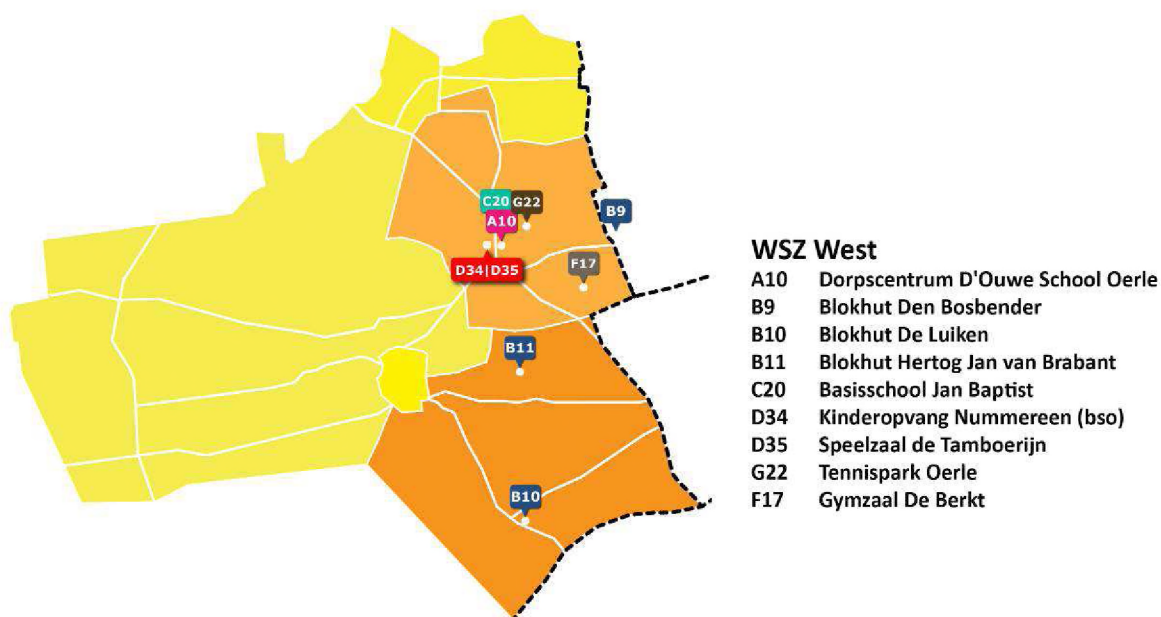 C20
G22
A10
B9
D34|D35
F17
B11
B10
WSZ West
A10 Dorpscentrum D'Ouwe School Oerle
B9 Blokhut Den Bosbender
B10 Blokhut De Luiken
B11 Blokhut Hertog Jan van Brabant
C20 Basisschool Jan Baptist
D34 Kinderopvang Nummereen (bso)
D35 Speelzaal de Tamboerijn
G22 Tennispark Oerle
F17 Gymzaal De Berkt